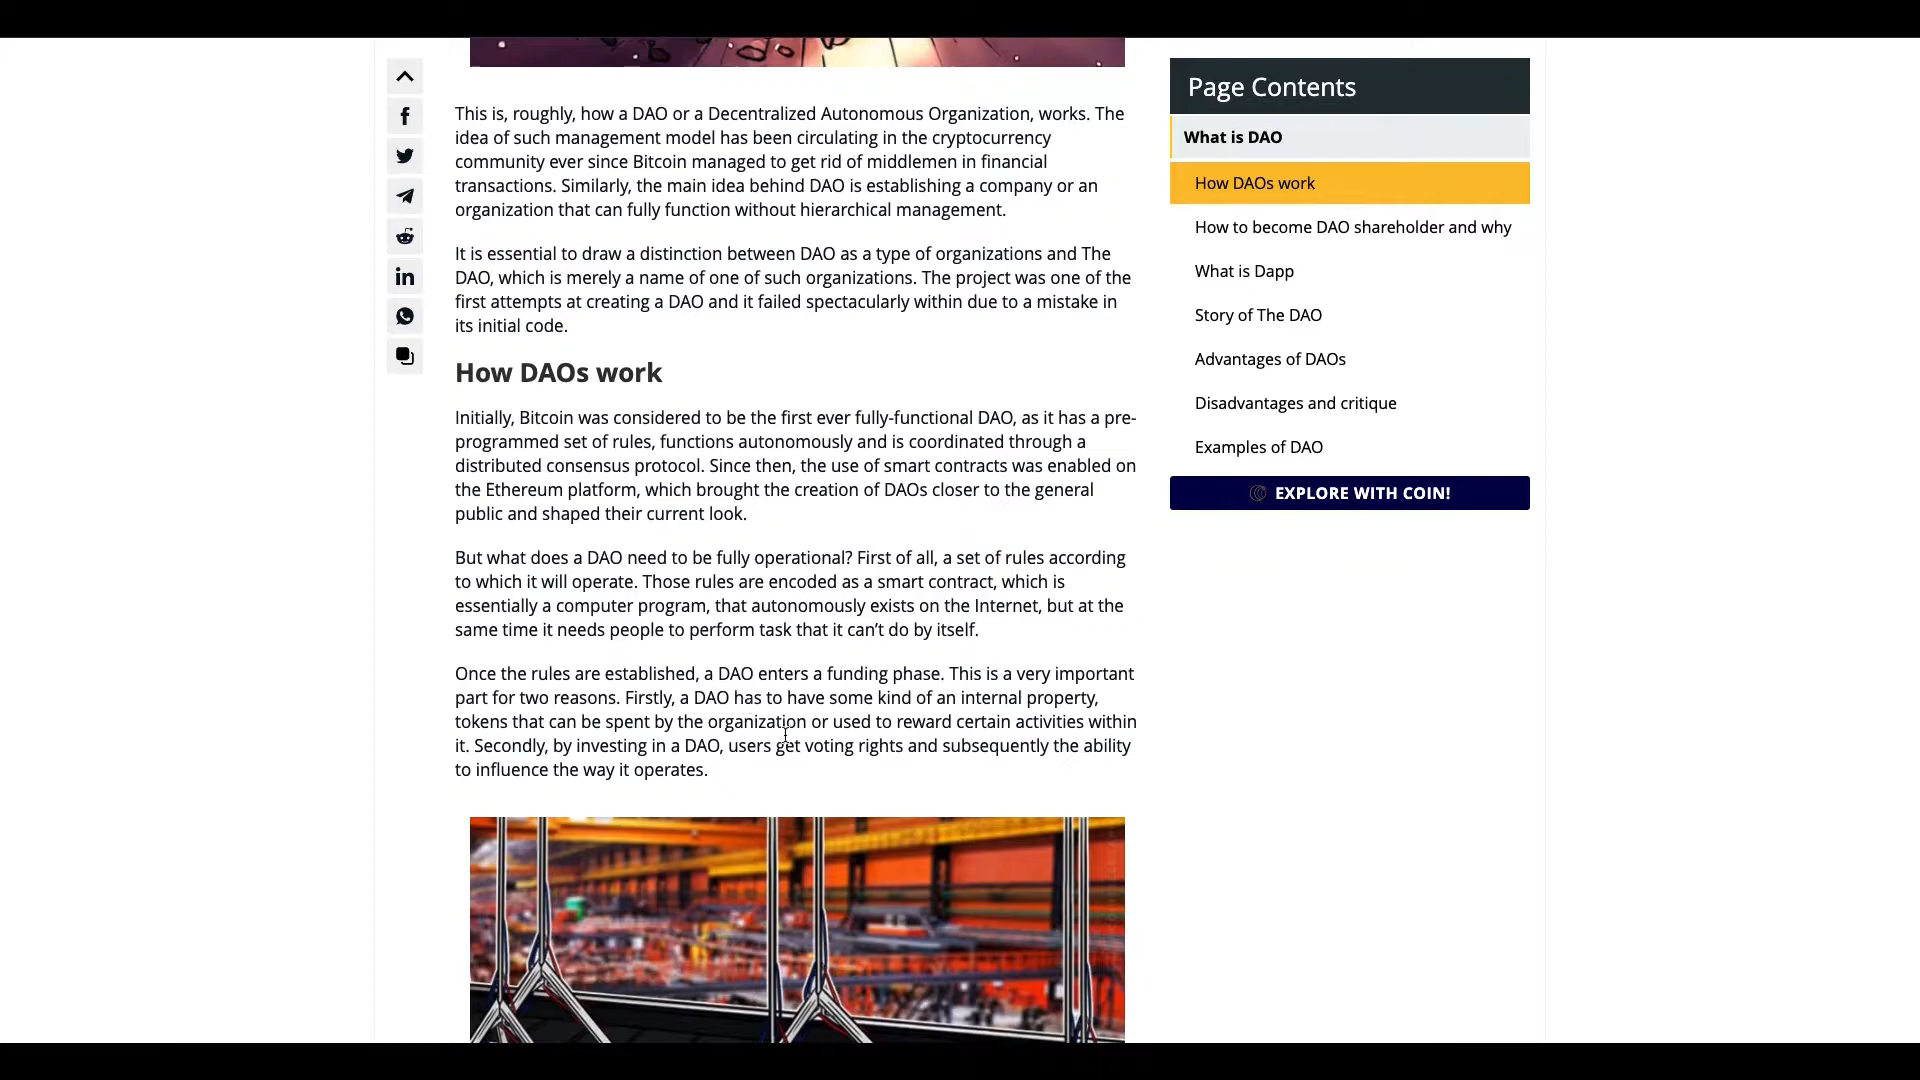 This is, roughly, how a DAO or a Decentralized Autonomous Organization, works. The
idea of such management model has been circulating in the cryptocurrency
community ever since Bitcoin managed to get rid of middlemen in financial
transactions. Similarly, the main idea behind DAO is establishing a company or an
organization that can fully function without hierarchical management.
It is essential to draw a distinction between DAO as a type of organizations and The
DAO, which is merely a name of one of such organizations. The project was one of the
first attempts at creating a DAO and it failed spectacularly within due to a mistake in
its initial code.
How DAOs work
Initially, Bitcoin was considered to be the first ever fully-functional DAO, as it has a pre-
programmed set of rules, functions autonomously and is coordinated through a
distributed consensus protocol. Since then, the use of smart contracts was enabled on
the Ethereum platform, which brought the creation of DAOs closer to the general
public and shaped their current look.
But what does a DAO need to be fully operational? First of all, a set of rules according
to which it will operate. Those rules are encoded as a smart contract, which is
essentially a computer program, that autonomously exists on the Internet, but at the
same time it needs people to perform task that it can’t do by itself.
Once the rules are established, a DAO enters a funding phase. This is a very important
part for two reasons. Firstly, a DAO has to have some kind of an internal property,
tokens that can be spent by the organization or used to reward certain activities within
it. Secondly, by investing in a DAO, users get voting rights and subsequently the ability
to influence the way it operates.
Page Contents
What is DAO
How DAOs work
How to become DAO shareholder and why
What is Dapp
Story of The DAO
Advantages of DAOs
Disadvantages and critique
Examples of DAO
EXPLORE WITH COIN!